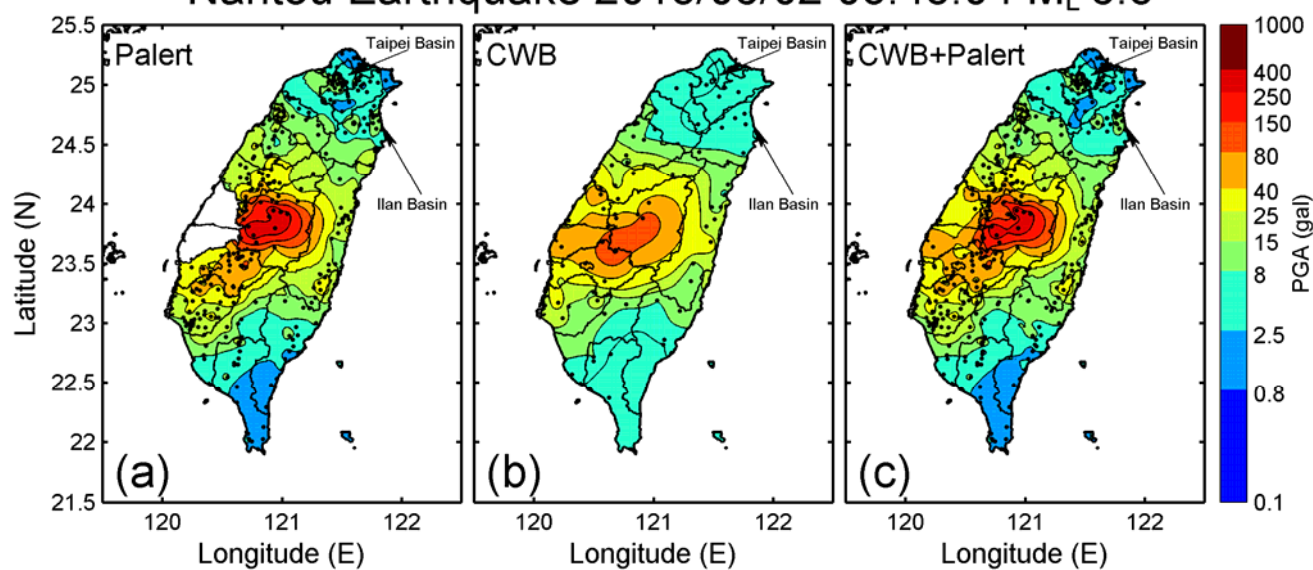 Palert
Taipei Basin
Ilan Basin
(a)
CWB
Taipei Basin
Ilan Basin
(b)
CWB+Palert
Taipei Basin
Ilan Basin
(c)
25.5
25
24.5
24
23.5
23
22.5
22
21.5
Latitude (N)
120 121 122
120 121 122
120 121 122
Longitude (E)
Longitude (E)
Longitude (E)
1000
400
250
150
80
40
25
15
8
2.5
0.8
0.1
PGA (gal)